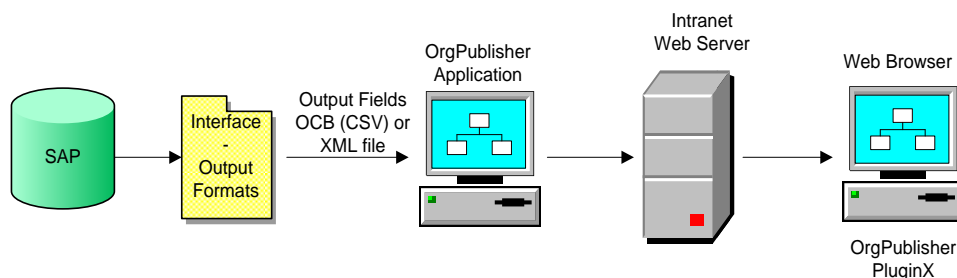 SAP
Interface
-
Output
Formats
Output Fields
OCB (CSV) or
XML file
OrgPublisher
Application
Intranet
Web Server
Web Browser
OrgPublisher
PluginX